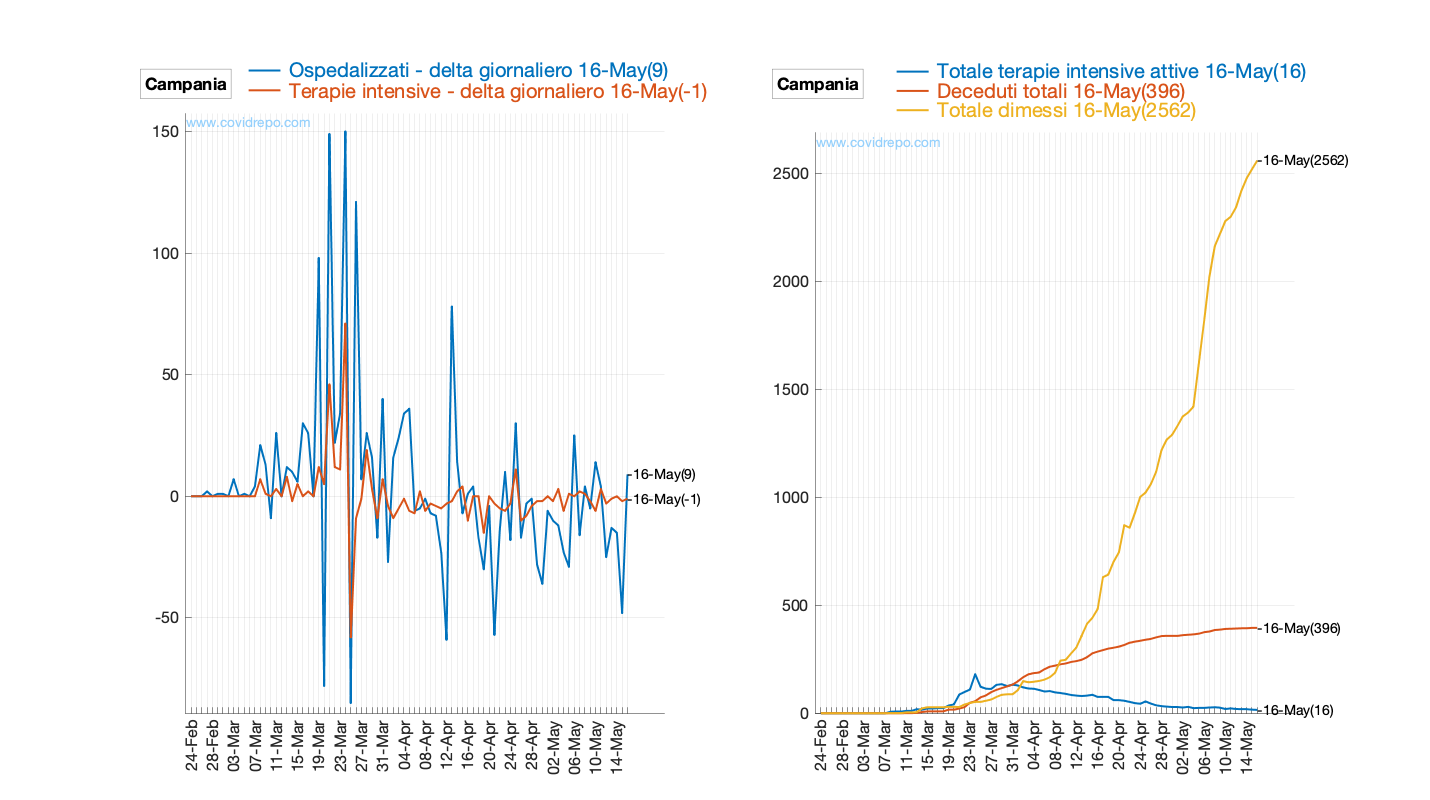 Campania
Ospedalizzati - delta giornaliero 16-May(9)
Terapie intensive - delta giornaliero 16-May(-1)
www.covidrepo.com
150
100
50
0
-50
16-May(9)
16-May(-1)
24-Feb
28-Feb
03-Mar
07-Mar
11-Mar
15-Mar
19-Mar
23-Mar
27-Mar
31-Mar
04-Apr
08-Apr
12-Apr
16-Apr
20-Apr
24-Apr
28-Apr
02-May
06-May
10-May
14-May
Campania
Totale terapie intensive attive 16-May(16)
Deceduti totali 16-May(396)
Totale dimessi 16-May(2562)
www.covidrepo.com
2500
2000
1500
1000
500
0
16-May(2562)
16-May(396)
16-May(16)
24-Feb
28-Feb
03-Mar
07-Mar
11-Mar
15-Mar
19-Mar
23-Mar
27-Mar
31-Mar
04-Apr
08-Apr
12-Apr
16-Apr
20-Apr
24-Apr
28-Apr
02-May
06-May
10-May
14-May